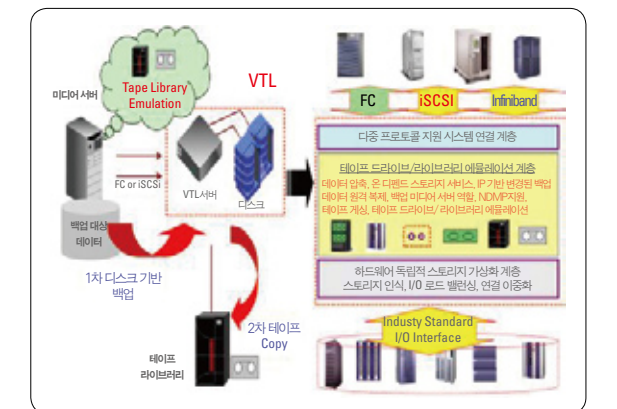 미디어 서버
Tape Library
Emulation
VTL
FC or iSCSi
VTL서버
디스크
백업 대상
데이터
1차 디스크 기반
백업
2차 테이프
Copy
테이프
라이브러리
FC
iSCSI
Infiniband
다중 프로토콜 지원 시스템 연결 계층
테이프 드라이브/라이브러리 에뮬레이션 계층
데이터 압축, 온 디맨드 스토리지 서비스, IP 기반 변경된 백업
데이터 원격 복제, 백업 미디어 서버 역할, NDMP지원,
테이프 케싱, 테이프 드라이브/ 라이브러리 에뮬레이션
하드웨어 독립적 스토리지 가상화 계층
스토리지 인식, I/O 로드 밸런싱, 연결 이중화
Industy Standard
I/O Interface